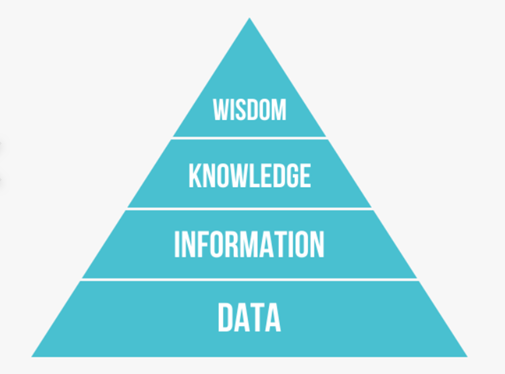 WISDOM
KNOWLEDGE
INFORMATION
DATA